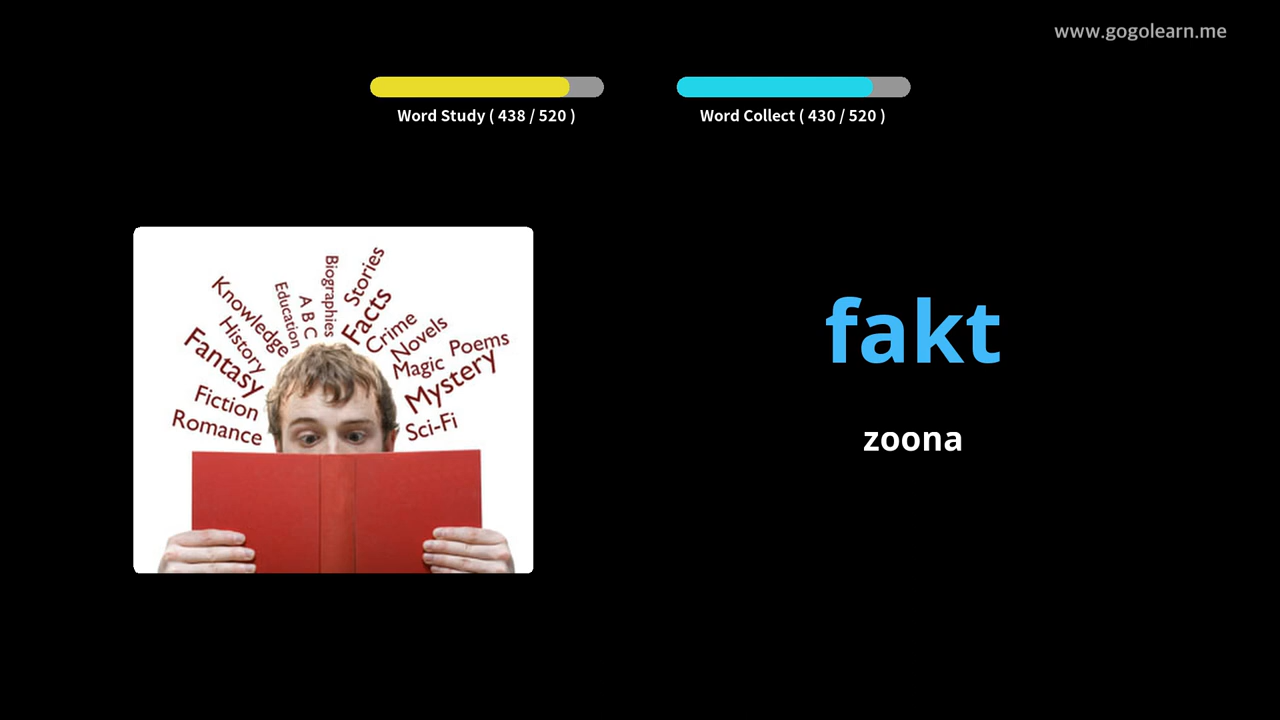 www.gogolearn.me
Word Study ( 438 / 520 )
Word Collect ( 430 / 520 )
Knowledge
Education
A B C
Biographies
Stories
Facts
History
Crime
Novels
Fantasy
Magic
Poems
Fiction
Mystery
Romance
Sci-Fi
fakt
zoona